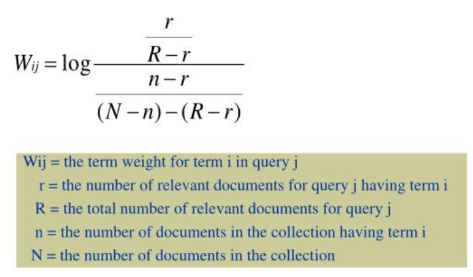 W_{ij} = \log \frac{\frac{r}{R-r}}{\frac{n-r}{(N-n)-(R-r)}}
Wij = the term weight for term i in query j
r = the number of relevant documents for query j having term i
R = the total number of relevant documents for query j
n = the number of documents in the collection having term i
N = the number of documents in the collection